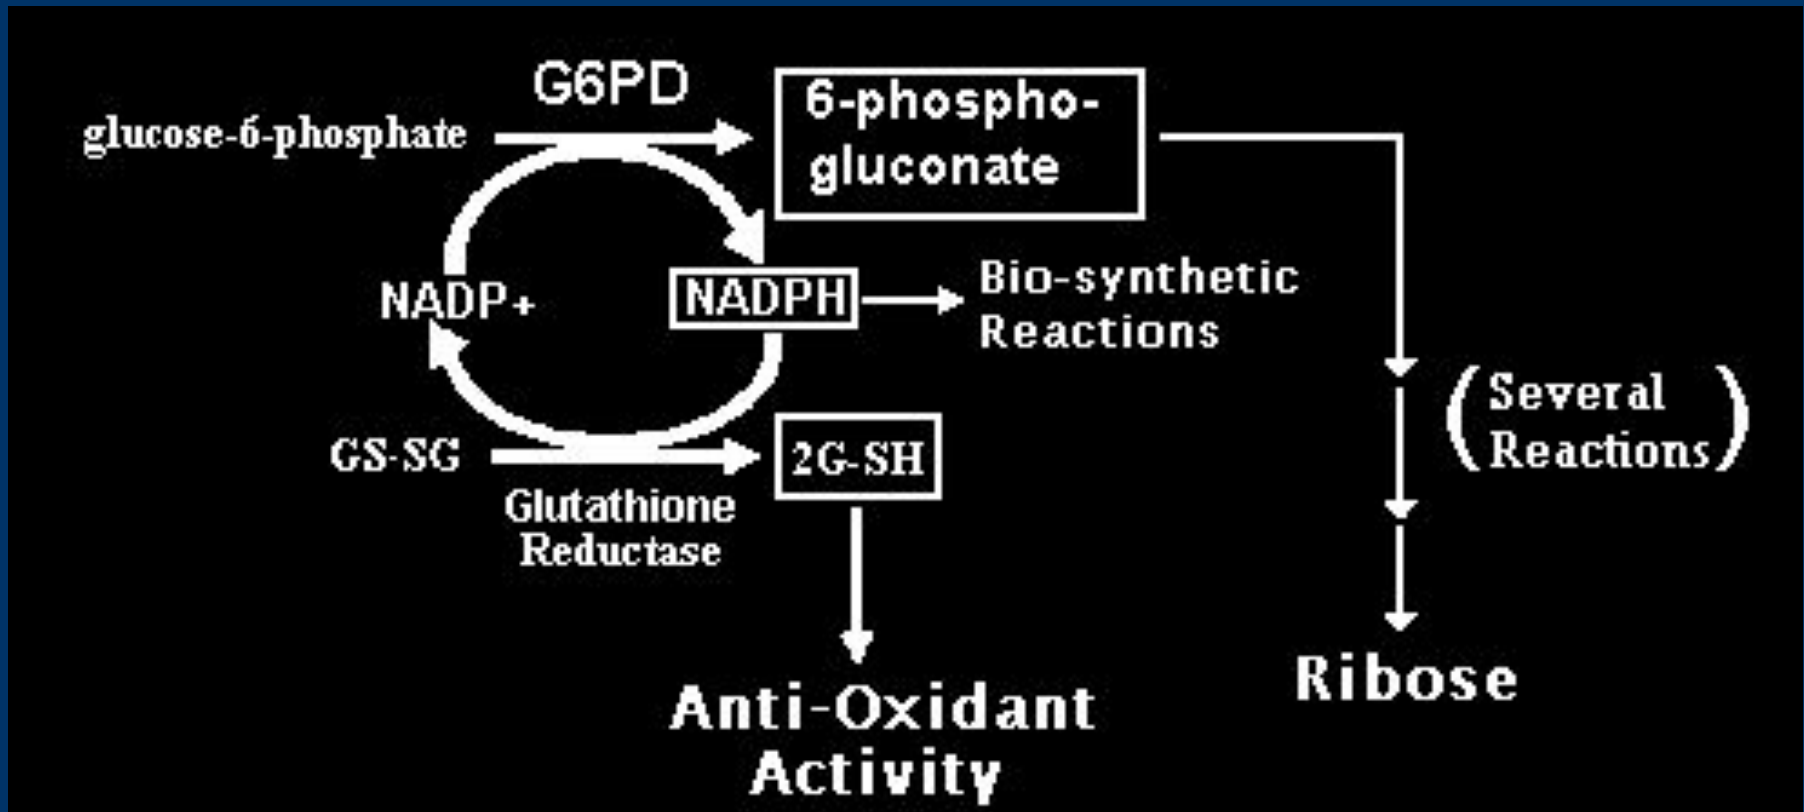 G6PD
glucose-6-phosphate
6-phospho-
gluconate
NADP+
NADPH
Bio-synthetic
Reactions
(Several
Reactions)
GS-SG
2G-SH
Glutathione
Reductase
Ribose
Anti-Oxidant
Activity